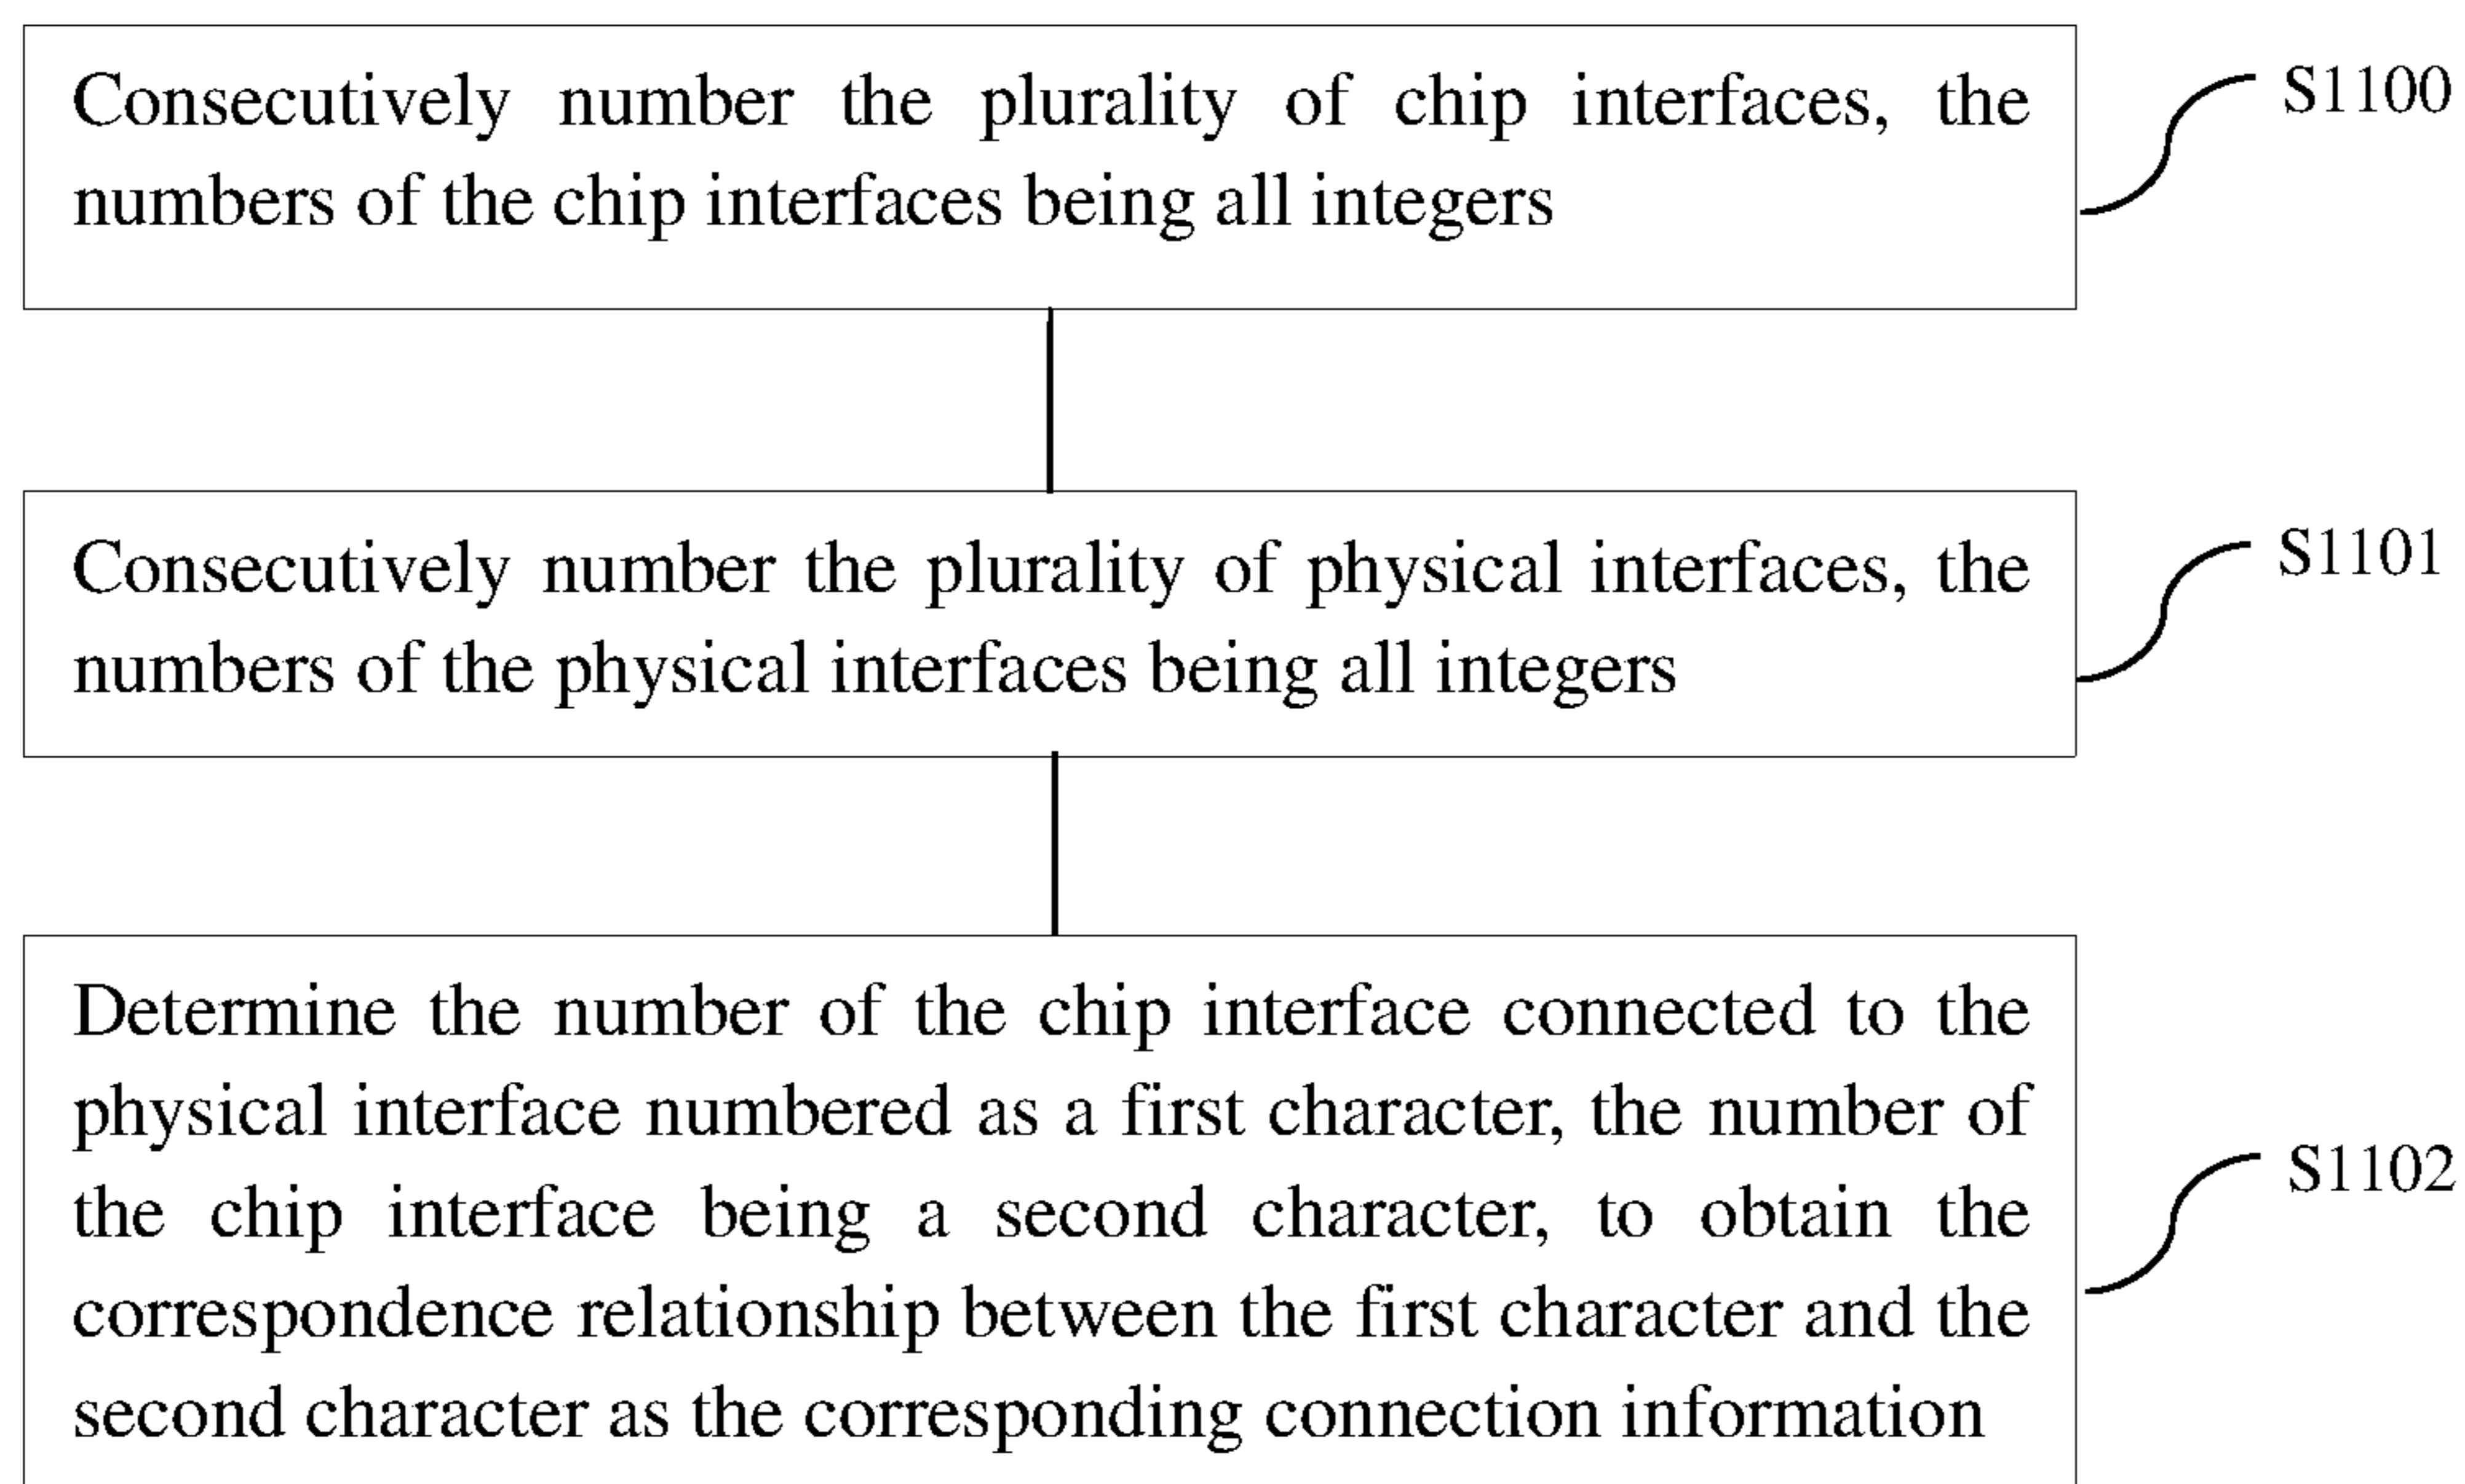 Consecutively number the plurality of chip interfaces, the
numbers of the chip interfaces being all integers
S1100
Consecutively number the plurality of physical interfaces, the
numbers of the physical interfaces being all integers
S1101
Determine the number of the chip interface connected to the
physical interface numbered as a first character, the number of
the chip interface being a second character, to obtain the
correspondence relationship between the first character and the
second character as the corresponding connection information
S1102